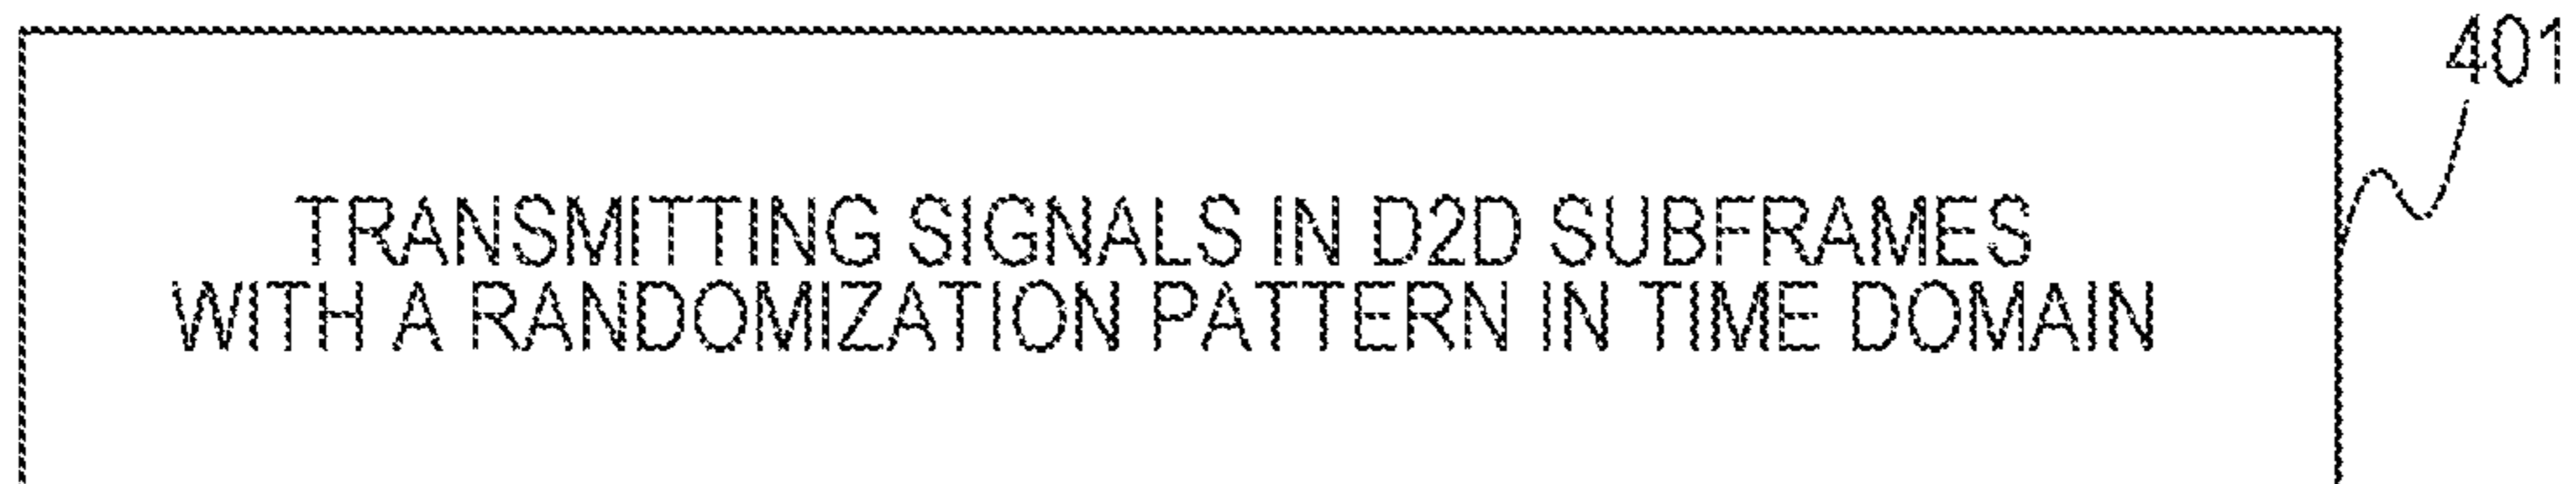 401
TRANSMITTING SIGNALS IN D2D SUBFRAMES
WITH A RANDOMIZATION PATTERN IN TIME DOMAIN